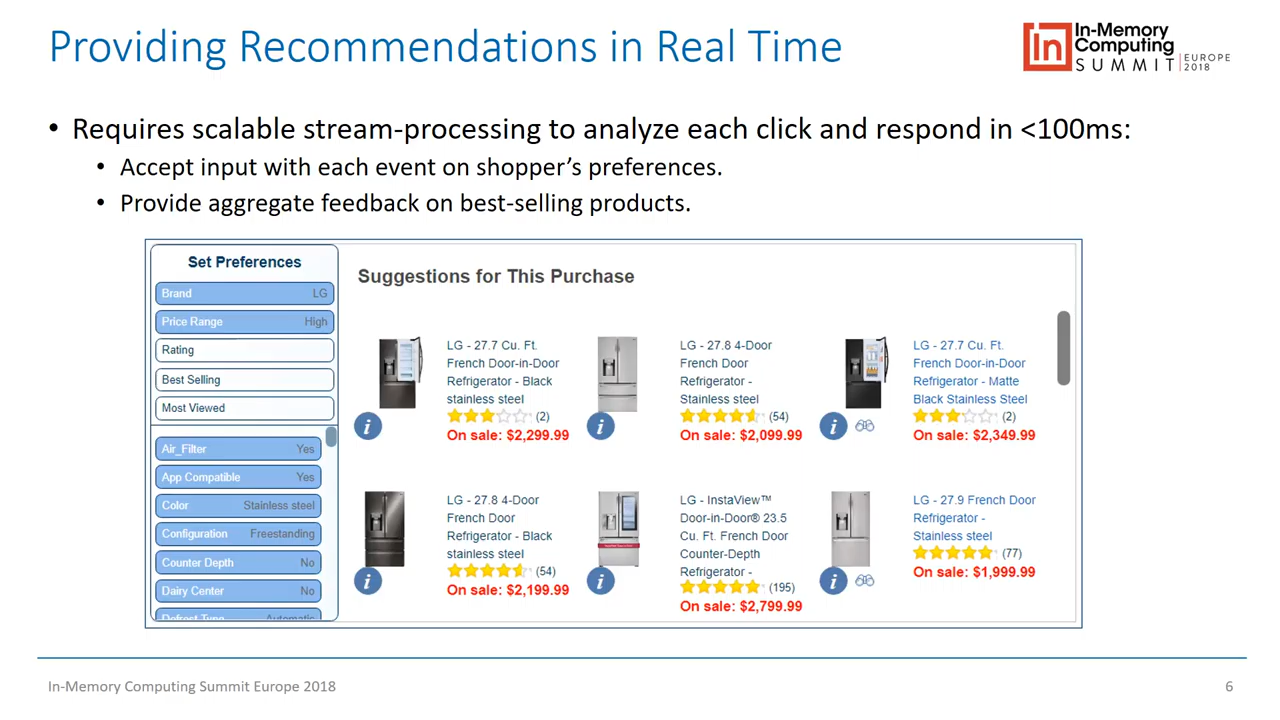 Providing Recommendations in Real Time
In-Memory
Computing
SUMMIT
EUROPE
2018
• Requires scalable stream-processing to analyze each click and respond in <100ms:
• Accept input with each event on shopper's preferences.
• Provide aggregate feedback on best-selling products.
Set Preferences
Brand LG
Price Range High
Rating
Best Selling
Most Viewed
Air_Filter Yes
App Compatible Yes
Color Stainless steel
Configuration Freestanding
Counter Depth No
Dairy Center No
Defrost Type Automatic
Suggestions for This Purchase
LG - 27.7 Cu. Ft.
French Door-in-Door
Refrigerator - Black
stainless steel
(2)
On sale: $2,299.99
LG - 27.8 4-Door
French Door
Refrigerator -
Stainless steel
(54)
On sale: $2,099.99
LG - 27.7 Cu. Ft.
French Door-in-Door
Refrigerator - Matte
Black Stainless Steel
(2)
On sale: $2,349.99
LG - 27.8 4-Door
French Door
Refrigerator - Black
stainless steel
(54)
On sale: $2,199.99
LG - InstaView™
Door-in-Door® 23.5
Cu. Ft. French Door
Counter-Depth
Refrigerator -
(195)
On sale: $2,799.99
LG - 27.9 French Door
Refrigerator -
Stainless steel
(77)
On sale: $1,999.99
In-Memory Computing Summit Europe 2018
6